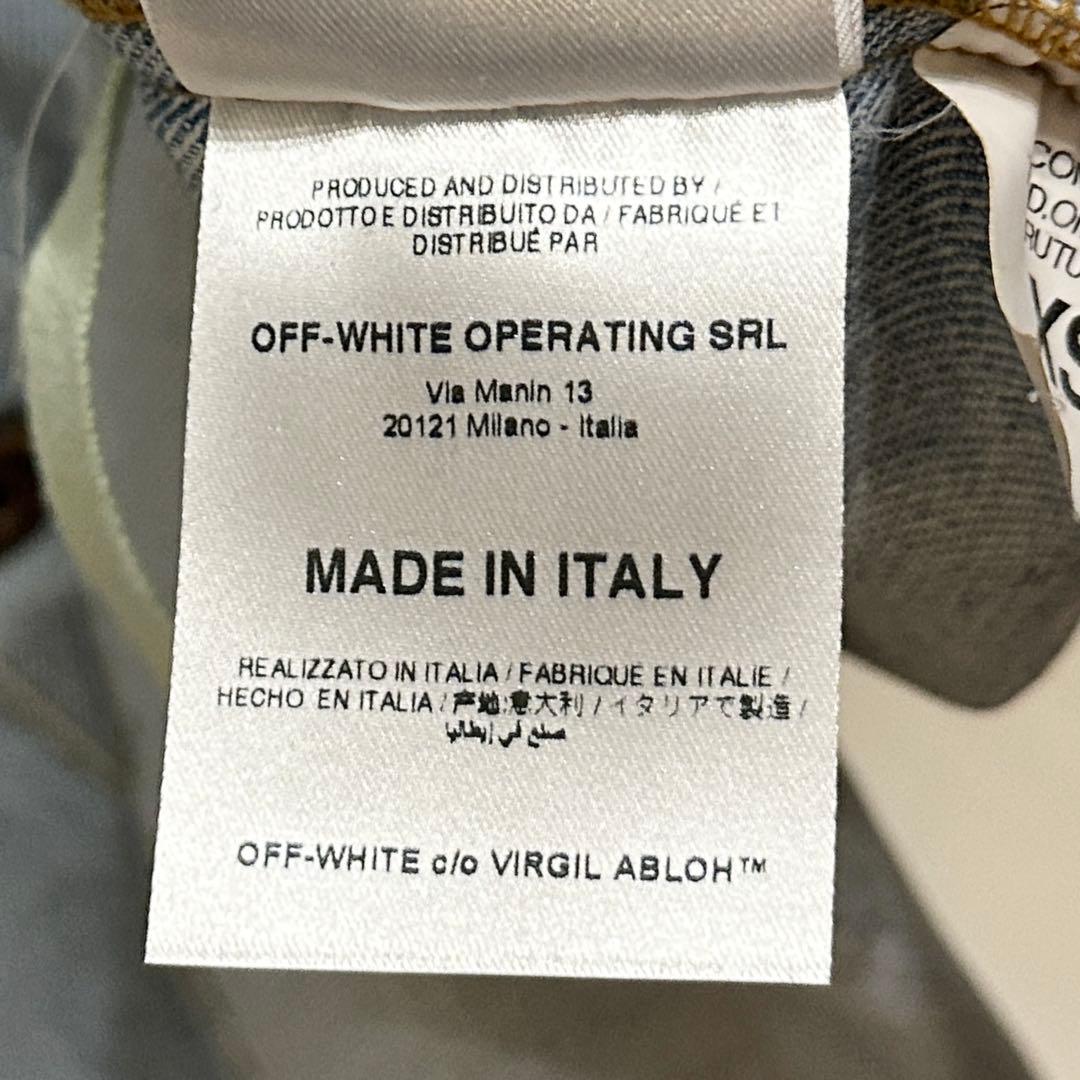 PRODUCED AND DISTRIBUTED BY /
PRODOTTO E DISTRIBUITO DA / FABRIQUÉ ET
DISTRIBUÉ PAR
OFF-WHITE OPERATING SRL
Via Manin 13
20121 Milano - Italia
MADE IN ITALY
REALIZZATO IN ITALIA / FABRIQUE EN ITALIE /
HECHO EN ITALIA / 产地:意大利 / イタリアで製造 /
صنع في إيطاليا
OFF-WHITE c/o VIRGIL ABLOH™
XS